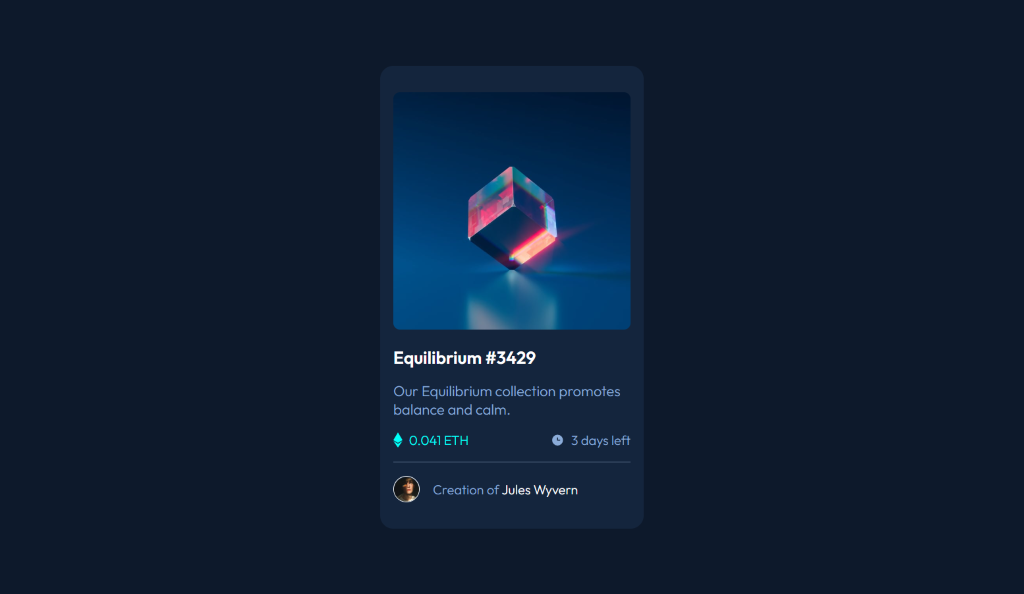 Equilibrium #3429
Our Equilibrium collection promotes
balance and calm.
0.041 ETH 3 days left
Creation of Jules Wyvern